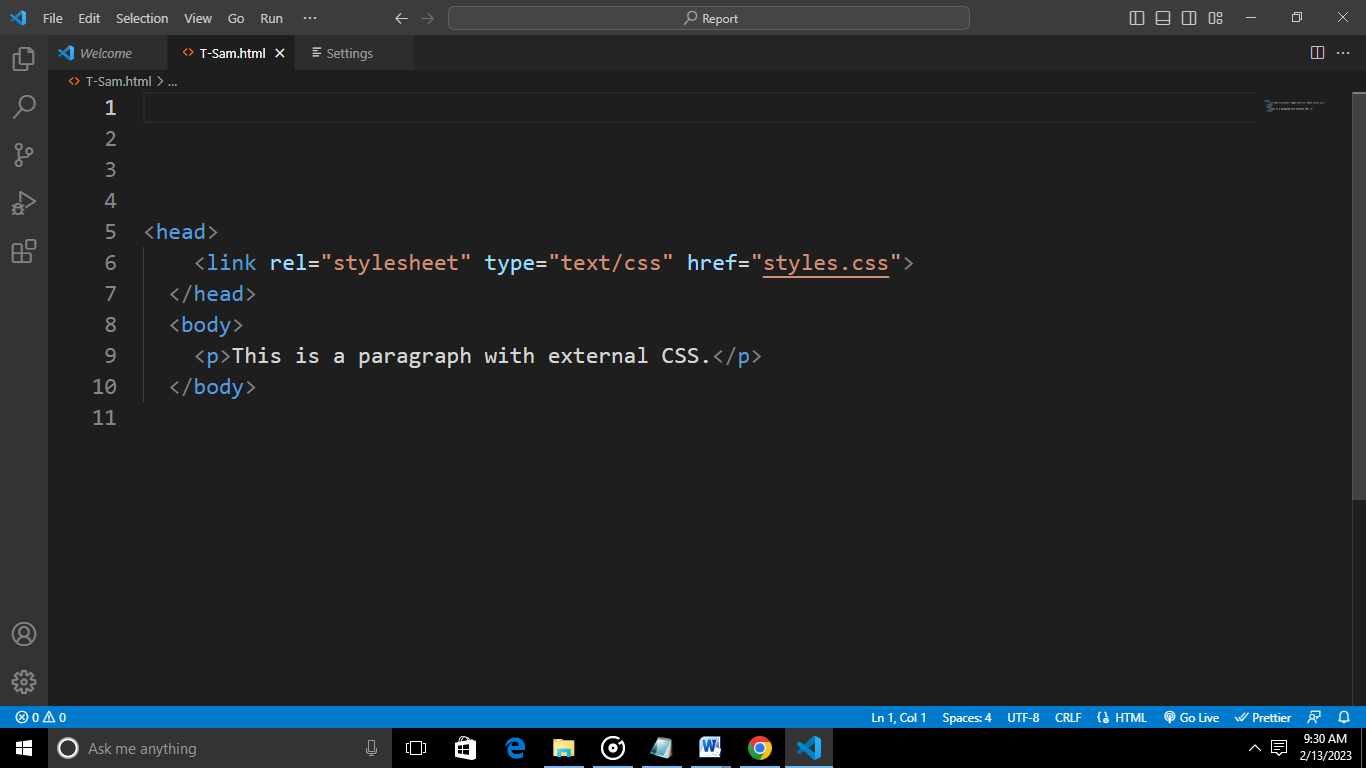 File Edit Selection View Go Run ··· Report
Welcome T-Sam.html Settings
T-Sam.html > ...
1
2
3
4
5 <head>
6 <link rel="stylesheet" type="text/css" href="styles.css">
7 </head>
8 <body>
9 <p>This is a paragraph with external CSS.</p>
10 </body>
11
0 0 Ln 1, Col 1 Spaces: 4 UTF-8 CRLF HTML Go Live Prettier
Ask me anything
9:30 AM
2/13/2023